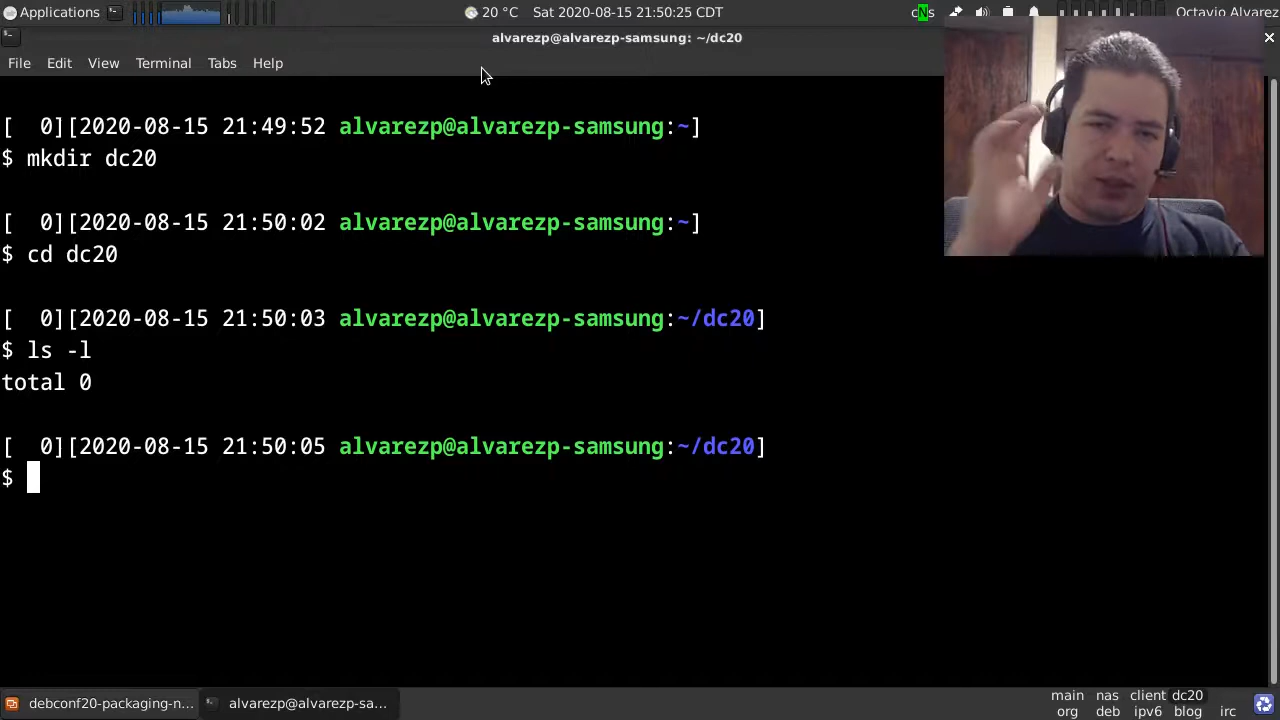 Applications 20 °C Sat 2020-08-15 21:50:25 CDT cNs Octavio Alvarez
alvarezp@alvarezp-samsung: ~/dc20
File Edit View Terminal Tabs Help
[  0][2020-08-15 21:49:52 alvarezp@alvarezp-samsung:~]
$ mkdir dc20
[  0][2020-08-15 21:50:02 alvarezp@alvarezp-samsung:~]
$ cd dc20
[  0][2020-08-15 21:50:03 alvarezp@alvarezp-samsung:~/dc20]
$ ls -l
total 0
[  0][2020-08-15 21:50:05 alvarezp@alvarezp-samsung:~/dc20]
$
debconf20-packaging-n... alvarezp@alvarezp-sa...
main nas client dc20
org deb ipv6 blog irc